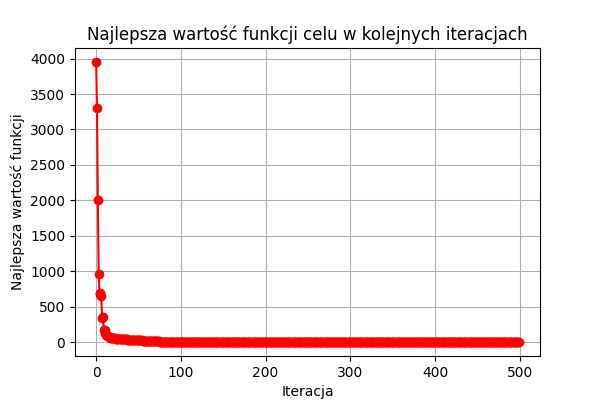 Najlepsza wartość funkcji celu w kolejnych iteracjach
Najlepsza wartość funkcji
4000
3500
3000
2500
2000
1500
1000
500
0
0 100 200 300 400 500
Iteracja